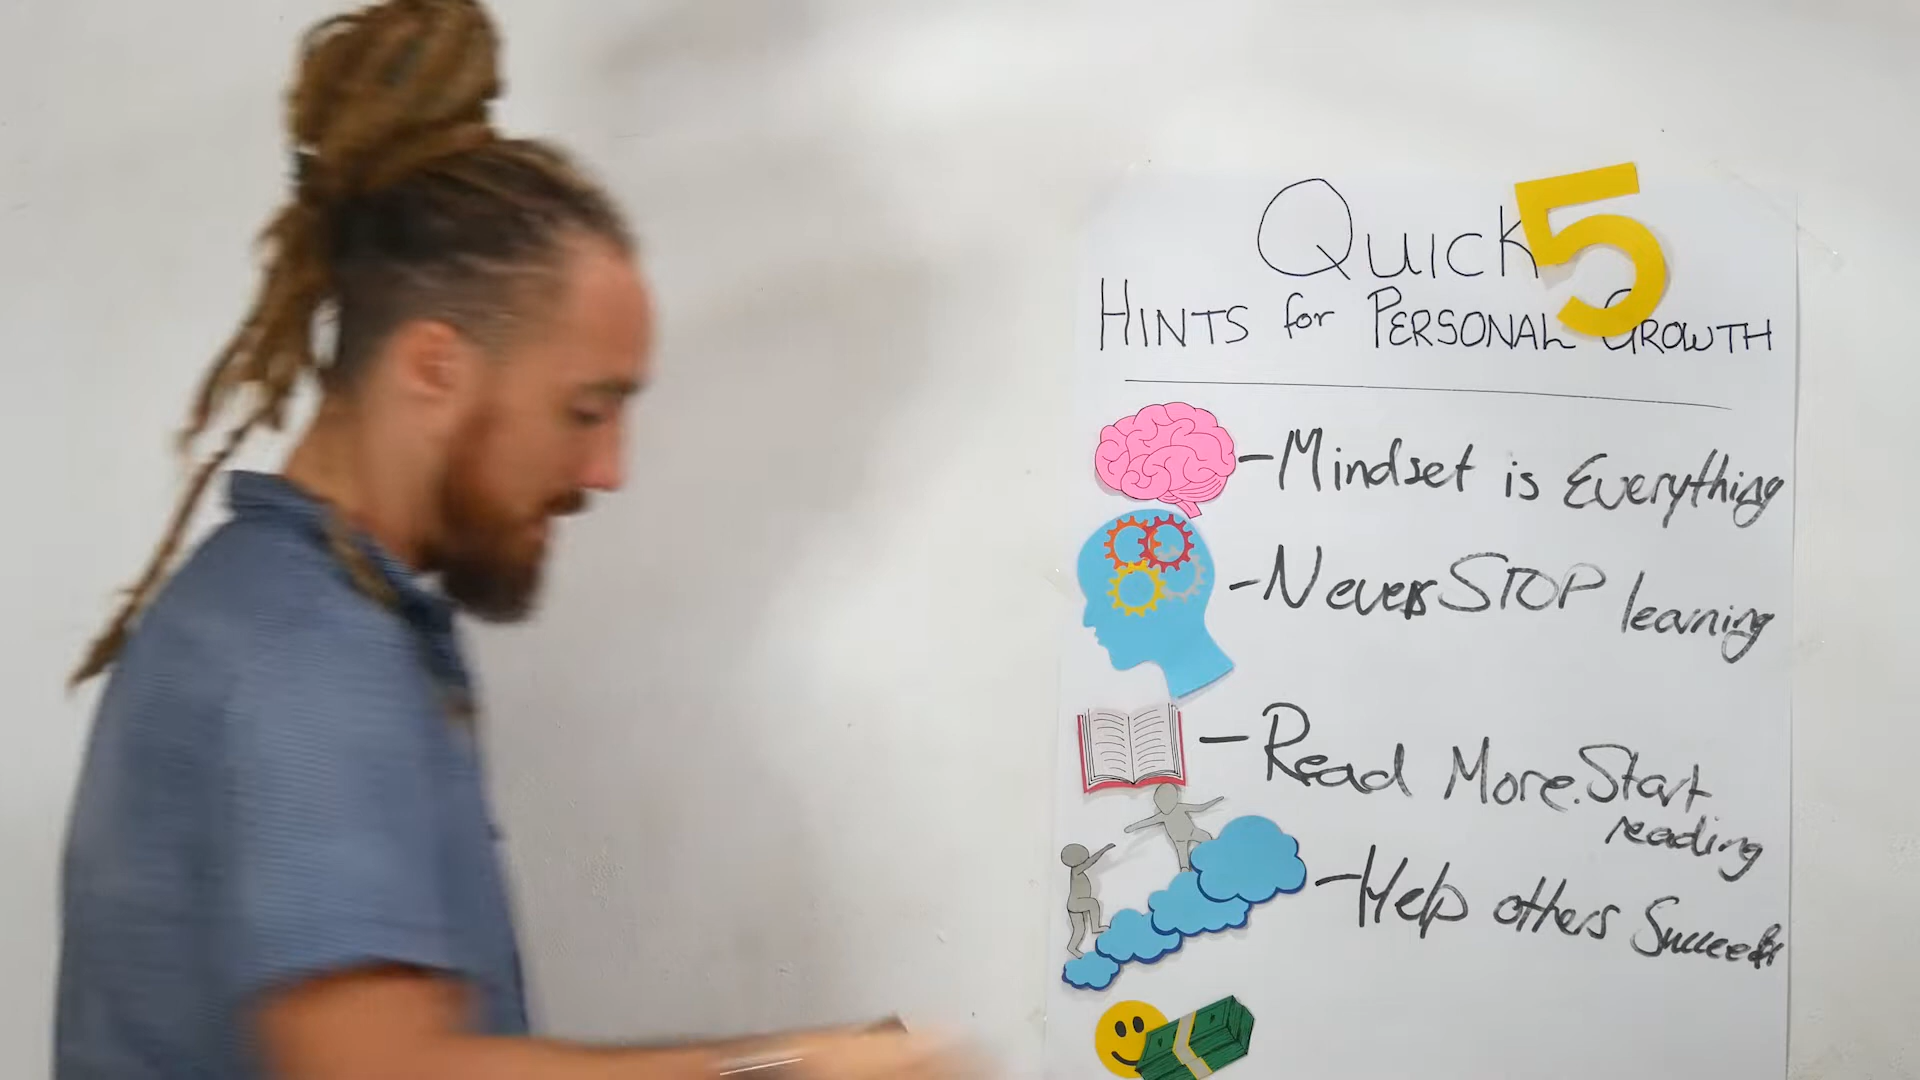 Quick 5
HINTS for PERSONAL GROWTH
-Mindset is Everything
-Never STOP learning
-Read More. Start
reading
-Help others Succeed